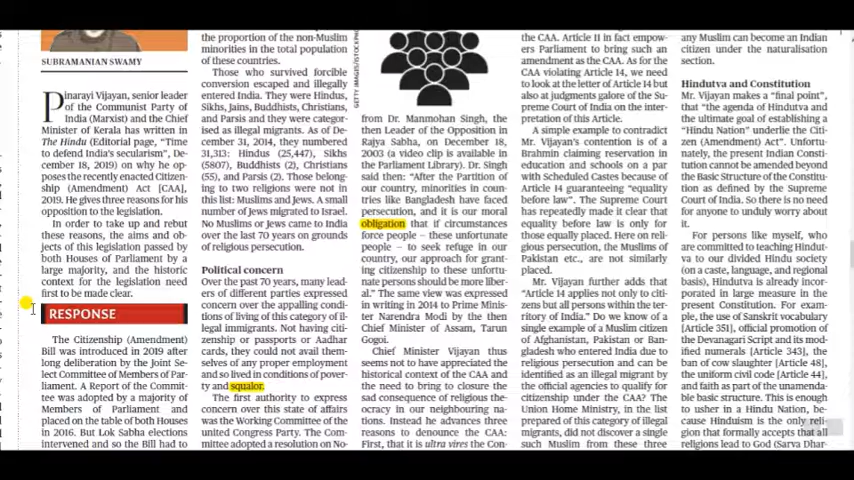 SUBRAMANIAN SWAMY
Pinarayi Vijayan, senior leader
of the Communist Party of
India (Marxist) and the Chief
Minister of Kerala has written in
The Hindu (Editorial page, “Time
to defend India’s secularism”, De-
cember 18, 2019) on why he op-
poses the recently enacted Citizen-
ship (Amendment) Act [CAA],
2019. He gives three reasons for his
opposition to the legislation.
In order to take up and rebut
these reasons, the aims and ob-
jects of this legislation passed by
both Houses of Parliament by a
large majority, and the historic
context for the legislation need
first to be made clear.
RESPONSE
The Citizenship (Amendment)
Bill was introduced in 2019 after
long deliberation by the Joint Se-
lect Committee of Members of Par-
liament. A Report of the Commit-
tee was adopted by a majority of
Members of Parliament and
placed on the table of both Houses
in 2016. But Lok Sabha elections
intervened and so the Bill had to
the proportion of the non-Muslim
minorities in the total population
of these countries.
Those who survived forcible
conversion escaped and illegally
entered India. They were Hindus,
Sikhs, Jains, Buddhists, Christians,
and Parsis and they were categor-
ised as illegal migrants. As of De-
cember 31, 2014, they numbered
31,313: Hindus (25,447), Sikhs
(5807), Buddhists (2), Christians
(55), and Parsis (2). Those belong-
ing to two religions were not in
this list: Muslims and Jews. A small
number of Jews migrated to Israel.
No Muslims or Jews came to India
over the last 70 years on grounds
of religious persecution.
Political concern
Over the past 70 years, many lead-
ers of different parties expressed
concern over the appalling condi-
tions of living of this category of il-
legal immigrants. Not having citi-
zenship or passports or Aadhar
cards, they could not avail them-
selves of any proper employment
and so lived in conditions of pover-
ty and squalor.
The first authority to express
concern over this state of affairs
was the Working Committee of the
united Congress Party. The Com-
mittee adopted a resolution on No-
GETTY IMAGES/ISTOCKPHO
from Dr. Manmohan Singh, the
then Leader of the Opposition in
Rajya Sabha, on December 18,
2003 (a video clip is available in
the Parliament Library). Dr. Singh
said then: “After the Partition of
our country, minorities in coun-
tries like Bangladesh have faced
persecution, and it is our moral
obligation that if circumstances
force people – these unfortunate
people – to seek refuge in our
country, our approach for grant-
ing citizenship to these unfortu-
nate persons should be more liber-
al.” The same view was expressed
in writing in 2014 to Prime Minis-
ter Narendra Modi by the then
Chief Minister of Assam, Tarun
Gogoi.
Chief Minister Vijayan thus
seems not to have appreciated the
historical context of the CAA and
the need to bring to closure the
sad consequence of religious the-
ocracy in our neighbouring na-
tions. Instead he advances three
reasons to denounce the CAA:
First, that it is ultra vires the Con-
the CAA. Article 11 in fact empow-
ers Parliament to bring such an
amendment as the CAA. As for the
CAA violating Article 14, we need
to look at the letter of Article 14 but
also at judgments galore of the Su-
preme Court of India on the inter-
pretation of this Article.
A simple example to contradict
Mr. Vijayan’s contention is of a
Brahmin claiming reservation in
education and schools on a par
with Scheduled Castes because of
Article 14 guaranteeing “equality
before law”. The Supreme Court
has repeatedly made it clear that
equality before law is only for
those equally placed. Here on reli-
gious persecution, the Muslims of
Pakistan etc., are not similarly
placed.
Mr. Vijayan further adds that
“Article 14 applies not only to citi-
zens but all persons within the ter-
ritory of India.” Do we know of a
single example of a Muslim citizen
of Afghanistan, Pakistan or Ban-
gladesh who entered India due to
religious persecution and can be
identified as an illegal migrant by
the official agencies to qualify for
citizenship under the CAA? The
Union Home Ministry, in the list
prepared of this category of illegal
migrants, did not discover a single
such Muslim from these three
any Muslim can become an Indian
citizen under the naturalisation
section.
Hindutva and Constitution
Mr. Vijayan makes a “final point”,
that “the agenda of Hindutva and
the ultimate goal of establishing a
“Hindu Nation” underlie the Citi-
zen (Amendment) Act”. Unfortu-
nately, the present Indian Consti-
tution cannot be amended beyond
the Basic Structure of the Constitu-
tion as defined by the Supreme
Court. So there is no need
for anyone to unduly worry about
it.
For persons like myself, who
are committed to teaching Hindut-
va to our divided Hindu society
(on a caste, language, and regional
basis), Hindutva is already incor-
porated in large measure in the
present Constitution. For exam-
ple, the use of Sanskrit vocabulary
[Article 351], official promotion of
the Devanagari Script and its mod-
ified numerals [Article 343], the
ban of cow slaughter [Article 48],
the uniform civil code [Article 44],
and faith as part of the unamenda-
ble basic structure. This is enough
to usher in a Hindu Nation, be-
cause Hinduism is the only reli-
gion that formally accepts that all
religions lead to God (Sarva Dhar-